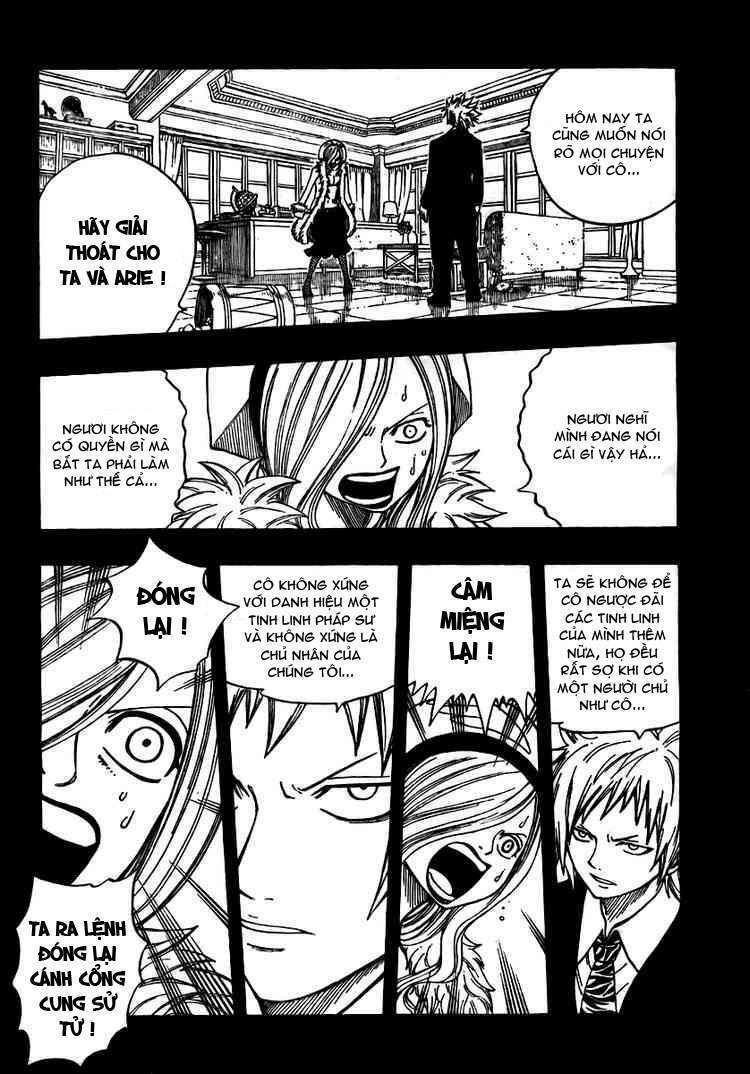 HÔM NAY TA
CŨNG MUỐN NÓI
RÕ MỌI CHUYỆN
VỚI CÔ...
HÃY GIẢI
THOÁT CHO
TA VÀ ARIE !
NGƯƠI NGHĨ
MÌNH ĐANG NÓI
CÁI GÌ VẬY HẢ...
NGƯƠI KHÔNG
CÓ QUYỀN GÌ MÀ
BẮT TA PHẢI LÀM
NHƯ THẾ CẢ...
TA SẼ KHÔNG ĐỂ
CÔ NGƯỢC ĐÃI
CÁC TINH LINH
CỦA MÌNH THÊM
NỮA, HỌ ĐỀU
RẤT SỢ KHI CÓ
MỘT NGƯỜI CHỦ
NHƯ CÔ...
CÂM
MIỆNG
LẠI !
CÔ KHÔNG XỨNG
VỚI DANH HIỆU MỘT
TINH LINH PHÁP SƯ
VÀ KHÔNG XỨNG LÀ
CHỦ NHÂN CỦA
CHÚNG TÔI...
ĐÓNG
LẠI !
TA RA LỆNH
ĐÓNG LẠI
CÁNH CỔNG
CUNG SƯ
TỬ !